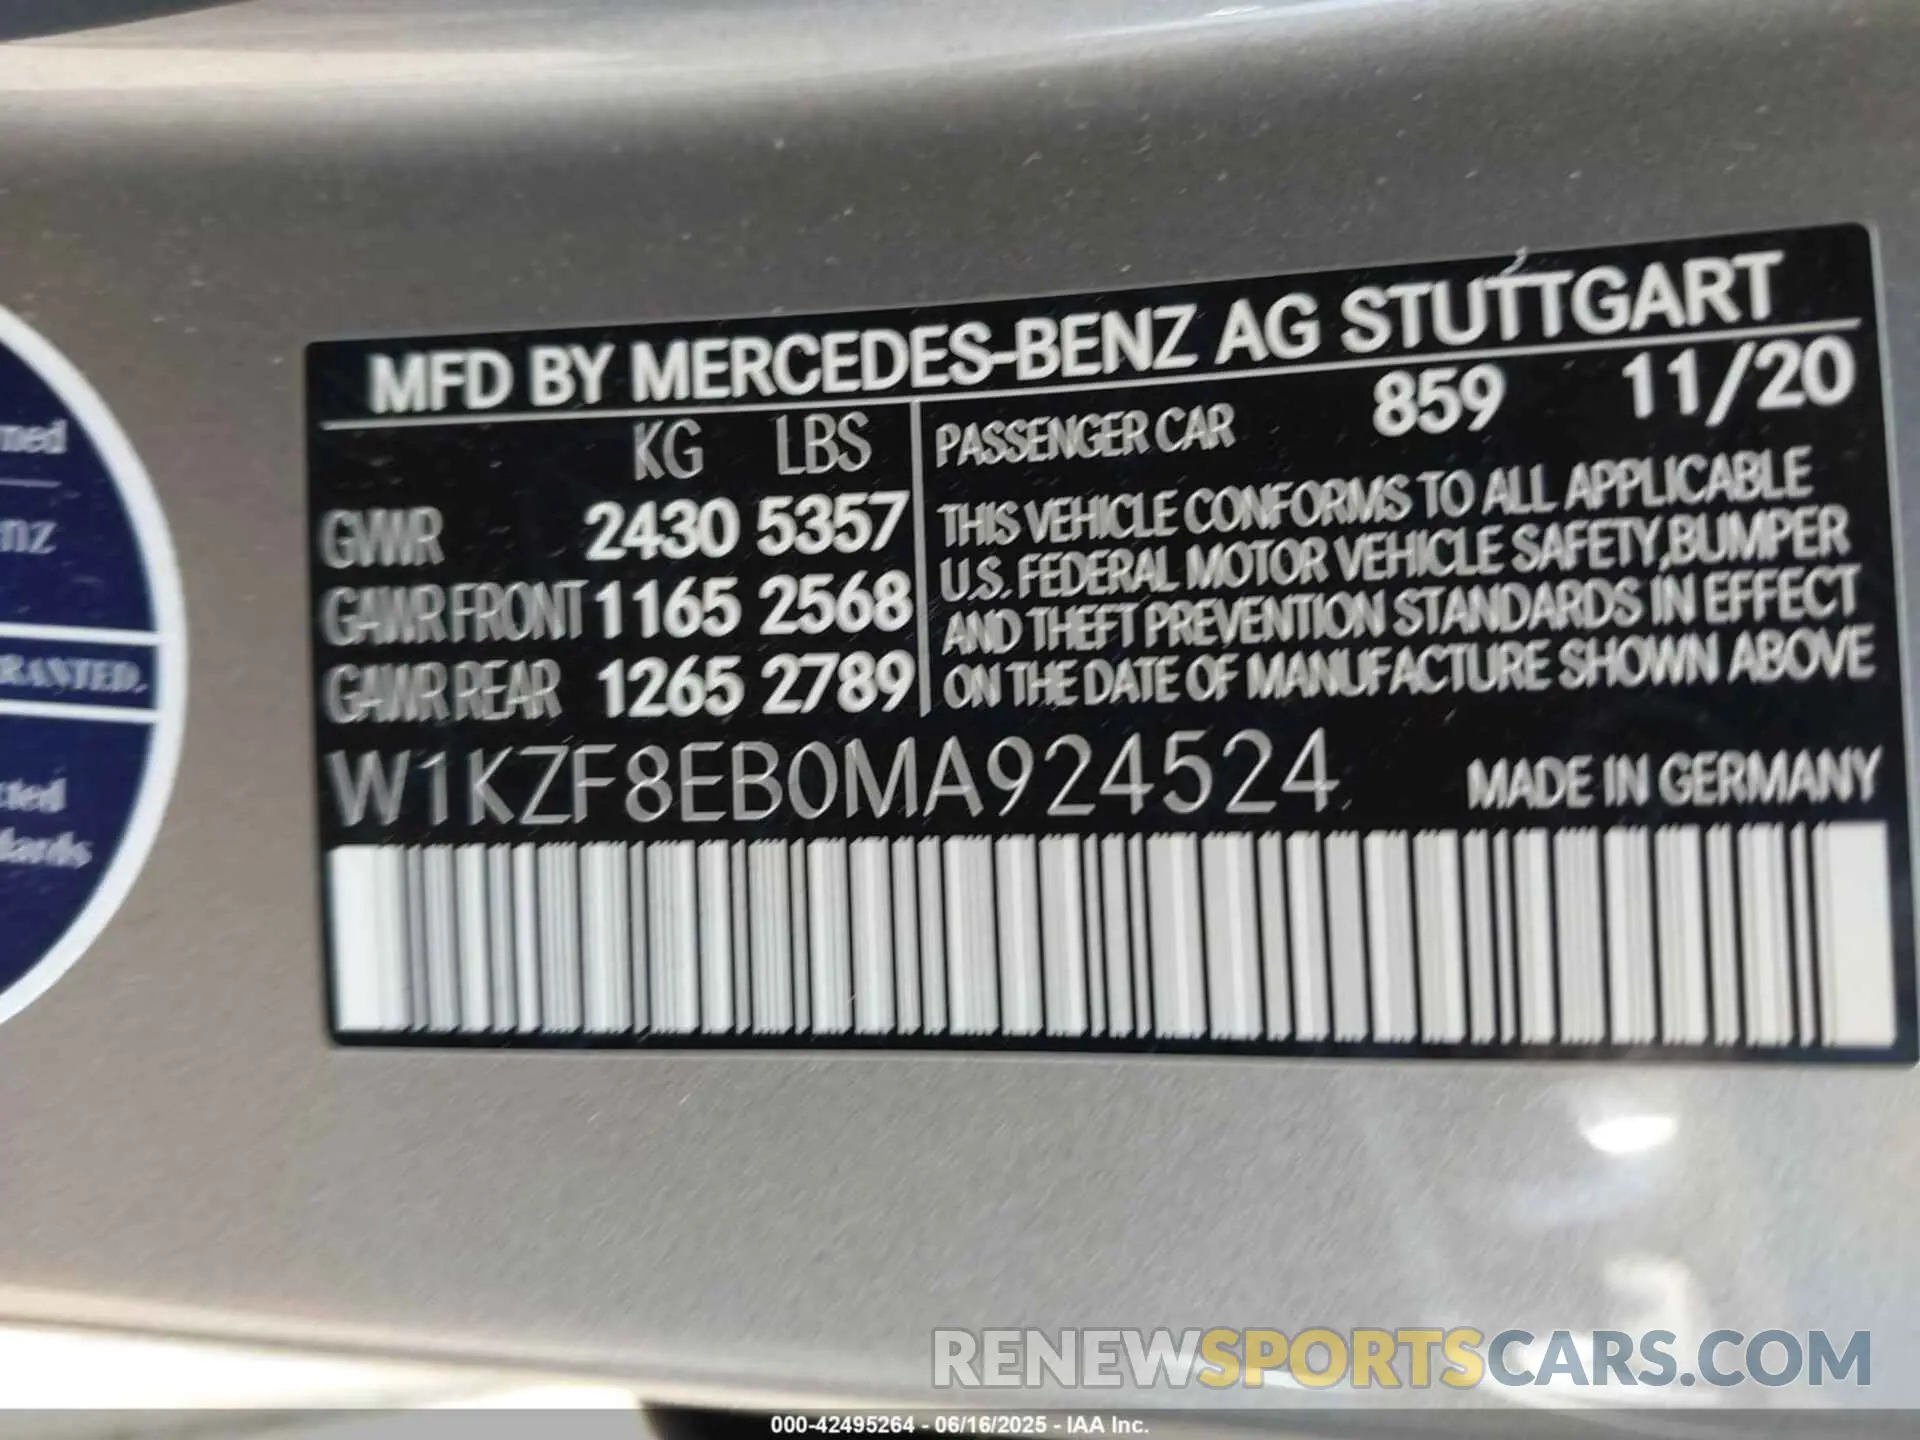 MFD BY MERCEDES-BENZ AG STUTTGART
KG LBS
GVWR 2430 5357
GAWR FRONT 1165 2568
GAWR REAR 1265 2789
PASSENGER CAR 859 11/20
THIS VEHICLE CONFORMS TO ALL APPLICABLE
U.S. FEDERAL MOTOR VEHICLE SAFETY,BUMPER
AND THEFT PREVENTION STANDARDS IN EFFECT
ON THE DATE OF MANUFACTURE SHOWN ABOVE
W1KZF8EB0MA924524 MADE IN GERMANY
RENEWSPORTSCARS.COM
000-42495264 - 06/16/2025 - IAA Inc.